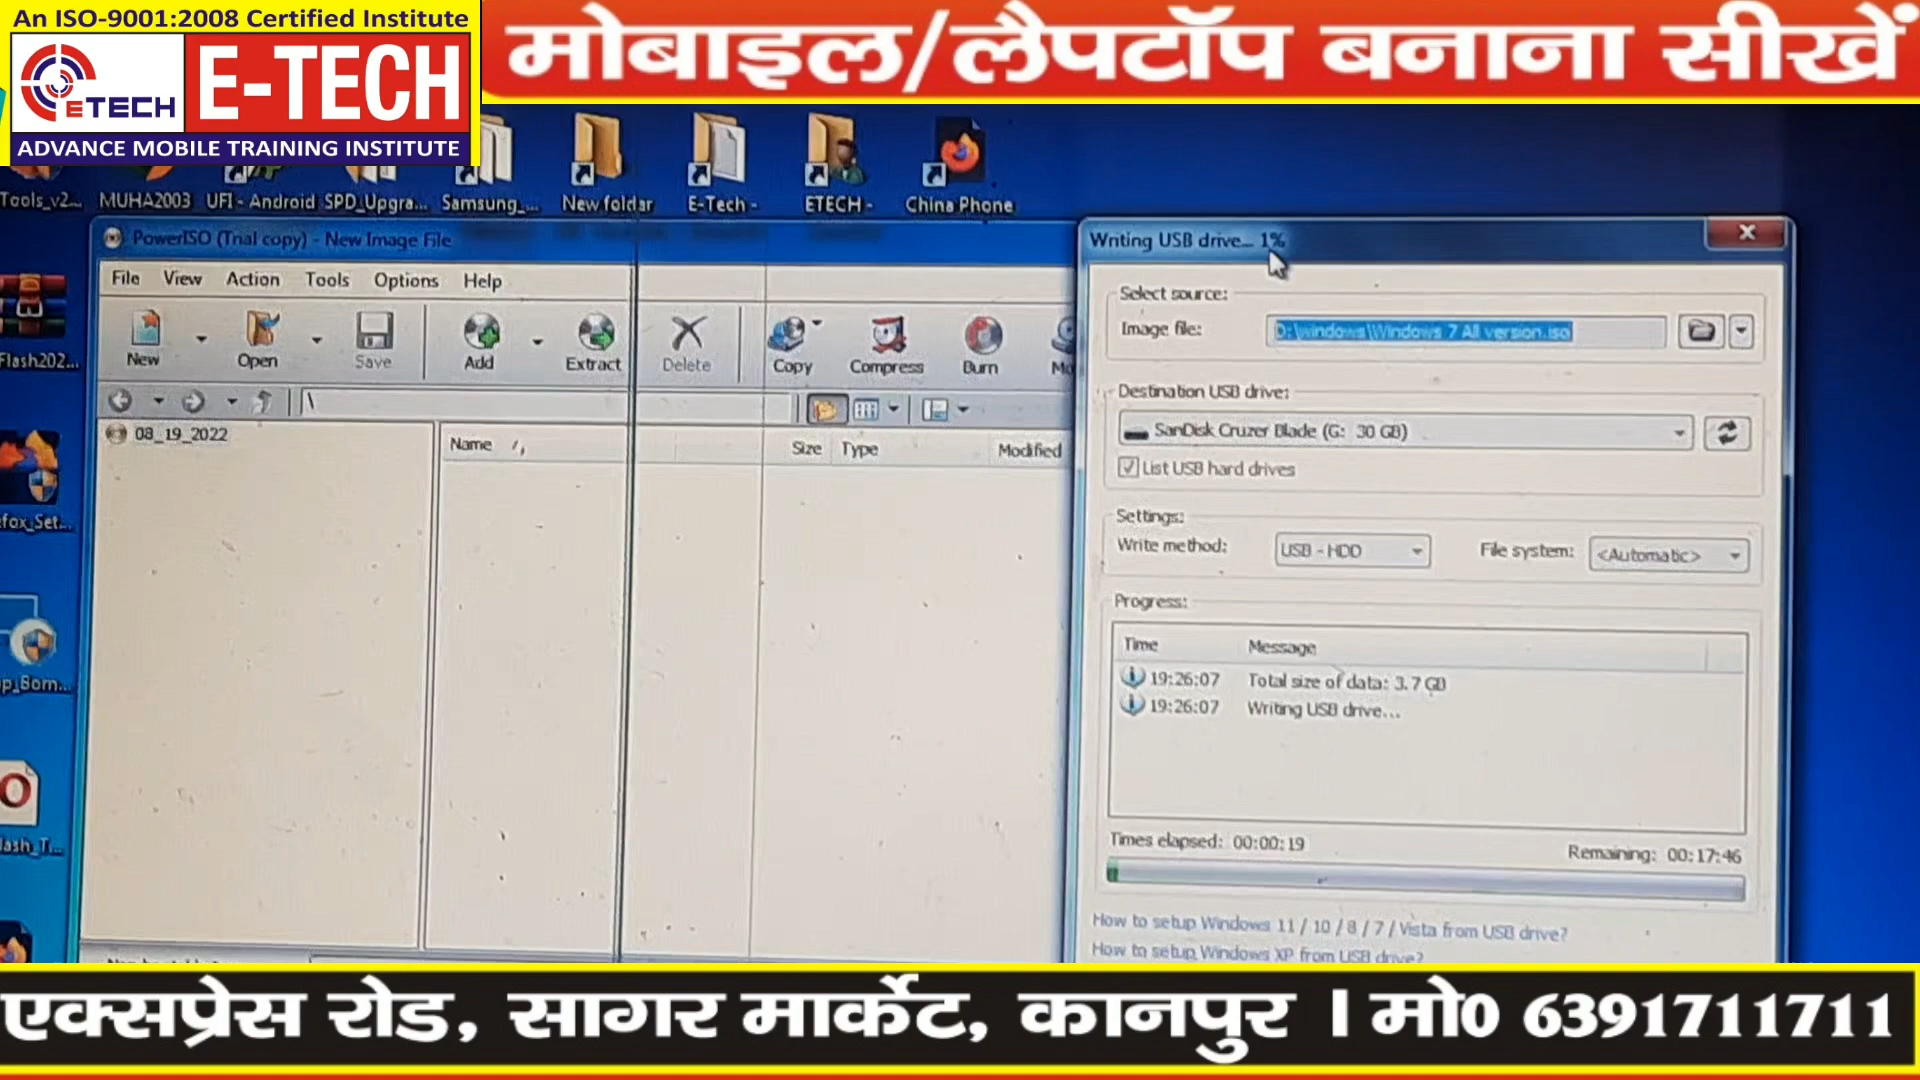 An ISO-9001:2008 Certified Institute
ETECH
E-TECH
ADVANCE MOBILE TRAINING INSTITUTE
मोबाइल/लैपटॉप बनाना सीखें
Tools_v2...
MUHA2003
UFI - Android
SPD_Upgra...
Samsung_...
New folder
E-Tech -
ETECH -
China Phone
Flash202...
fox_Set...
p_Bom...
lash_T...
PowerISO (Trial copy) - New Image File
File View Action Tools Options Help
New Open Save Add Extract Delete Copy Compress Burn Mo
\
08_19_2022
Name Size Type Modified
Writing USB drive... 1%
Select source:
Image file: D:\windows\Windows 7 All version.iso
Destination USB drive:
SanDisk Cruzer Blade (G: 30 GB)
List USB hard drives
Settings:
Write method: USB - HDD File system: <Automatic>
Progress:
Time Message
19:26:07 Total size of data: 3.7 GB
19:26:07 Writing USB drive...
Times elapsed: 00:00:19 Remaining: 00:17:46
How to setup Windows 11 / 10 / 8 / 7 / Vista from USB drive?
How to setup Windows XP from USB drive?
एक्सप्रेस रोड, सागर मार्केट, कानपुर । मो0 6391711711